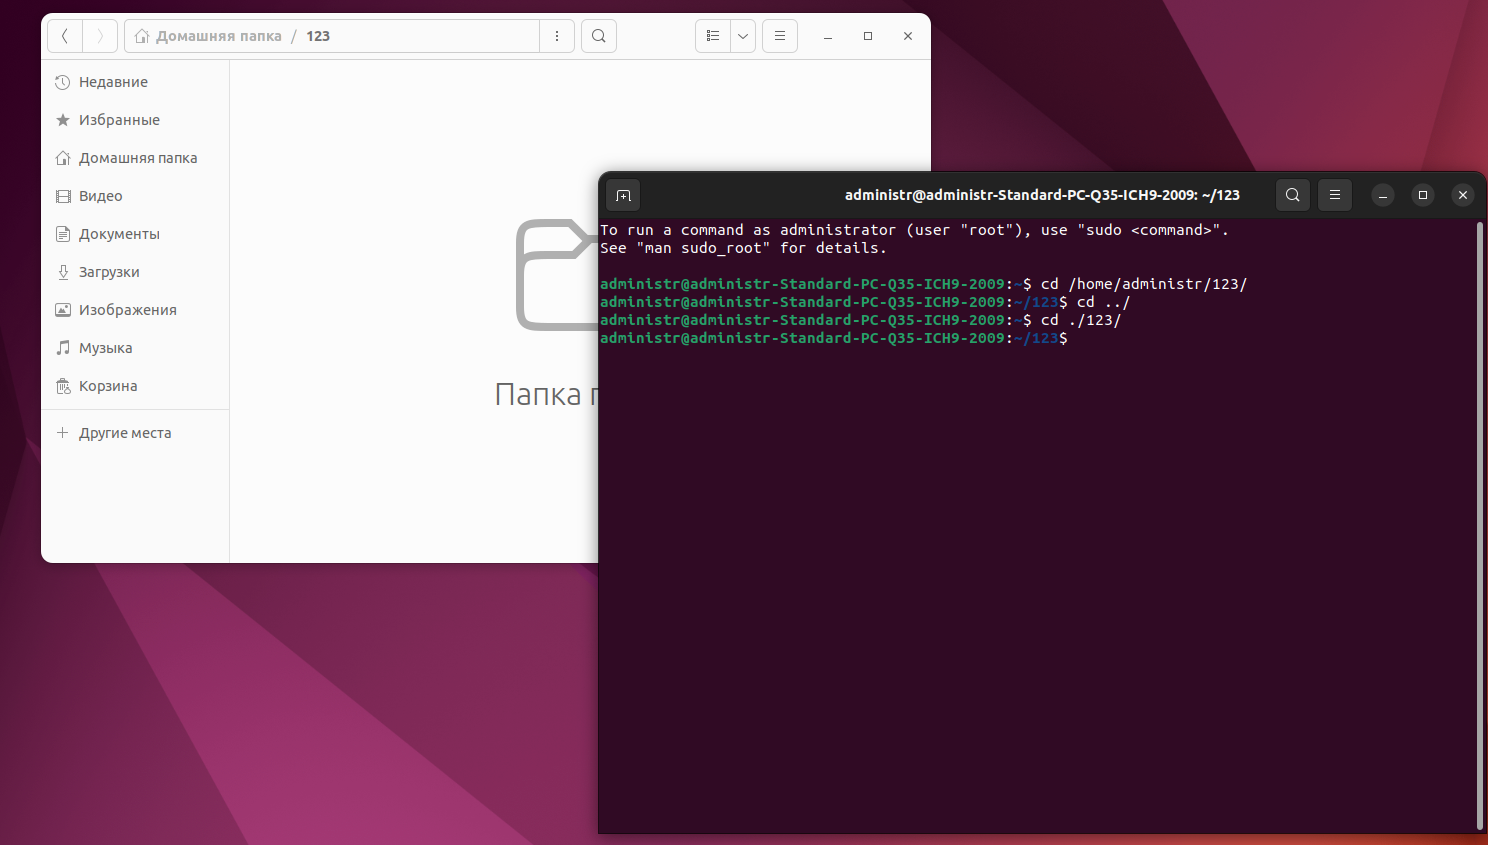 Домашняя папка / 123
Недавние
Избранные
Домашняя папка
Видео
Документы
Загрузки
Изображения
Музыка
Корзина
Другие места
Папка
administr@administr-Standard-PC-Q35-ICH9-2009: ~/123
To run a command as administrator (user "root"), use "sudo <command>".
See "man sudo_root" for details.
administr@administr-Standard-PC-Q35-ICH9-2009:~$ cd /home/administr/123/
administr@administr-Standard-PC-Q35-ICH9-2009:~/123$ cd ../
administr@administr-Standard-PC-Q35-ICH9-2009:~$ cd ./123/
administr@administr-Standard-PC-Q35-ICH9-2009:~/123$